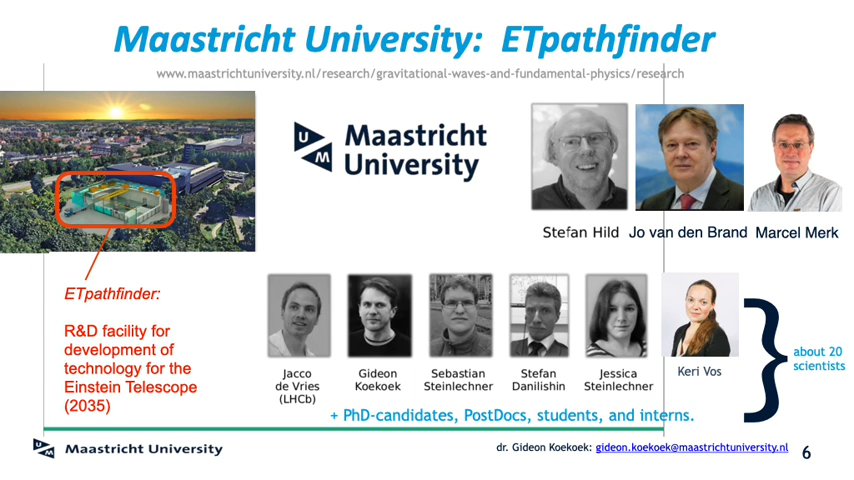 Maastricht University:  ETpathfinder
www.maastrichtuniversity.nl/research/gravitational-waves-and-fundamental-physics/research
UM
Maastricht
University
Stefan Hild
Jo van den Brand
Marcel Merk
ETpathfinder:
R&D facility for
development of
technology for the
Einstein Telescope
(2035)
Jacco
de Vries
(LHCb)
Gideon
Koekoek
Sebastian
Steinlechner
Stefan
Danilishin
Jessica
Steinlechner
Keri Vos
about 20
scientists
+ PhD-candidates, PostDocs, students, and interns.
UM
Maastricht University
dr. Gideon Koekoek: gideon.koekoek@maastrichtuniversity.nl
6